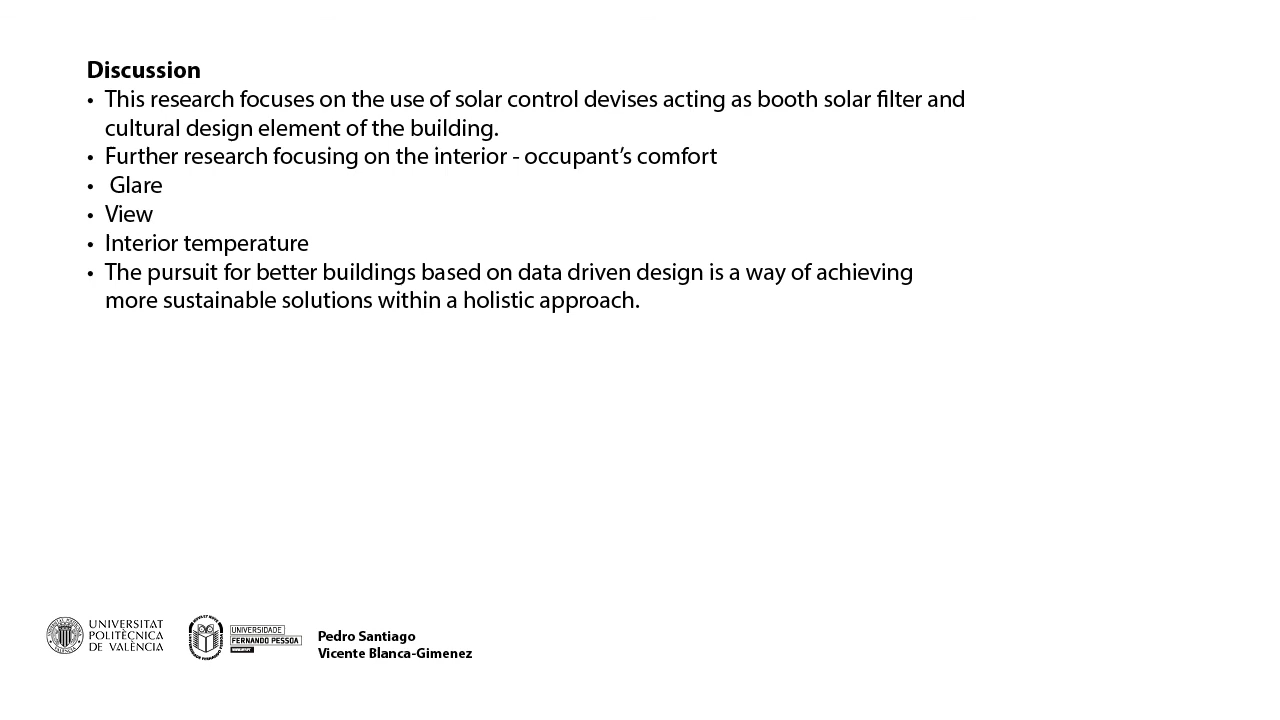 Discussion
• This research focuses on the use of solar control devises acting as booth solar filter and
cultural design element of the building.
• Further research focusing on the interior - occupant’s comfort
• Glare
• View
• Interior temperature
• The pursuit for better buildings based on data driven design is a way of achieving
more sustainable solutions within a holistic approach.
UNIVERSITAT
POLITÈCNICA
DE VALÈNCIA
UNIVERSIDADE
FERNANDO PESSOA
Pedro Santiago
Vicente Blanca-Gimenez